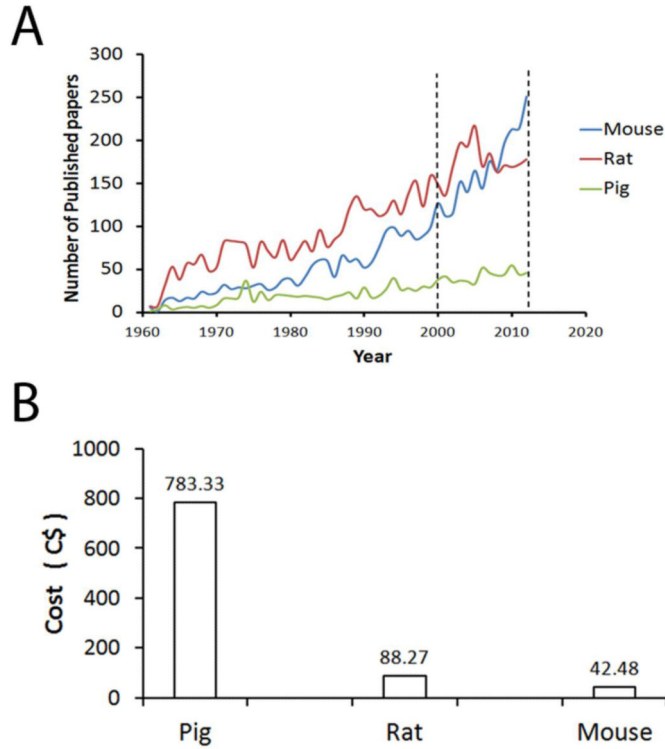 A
300
250
200
150
100
50
0
Number of Published papers
1960 1970 1980 1990 2000 2010 2020
Year
Mouse
Rat
Pig
B
1000
800
600
400
200
0
Cost ( C$ )
783.33
88.27
42.48
Pig Rat Mouse